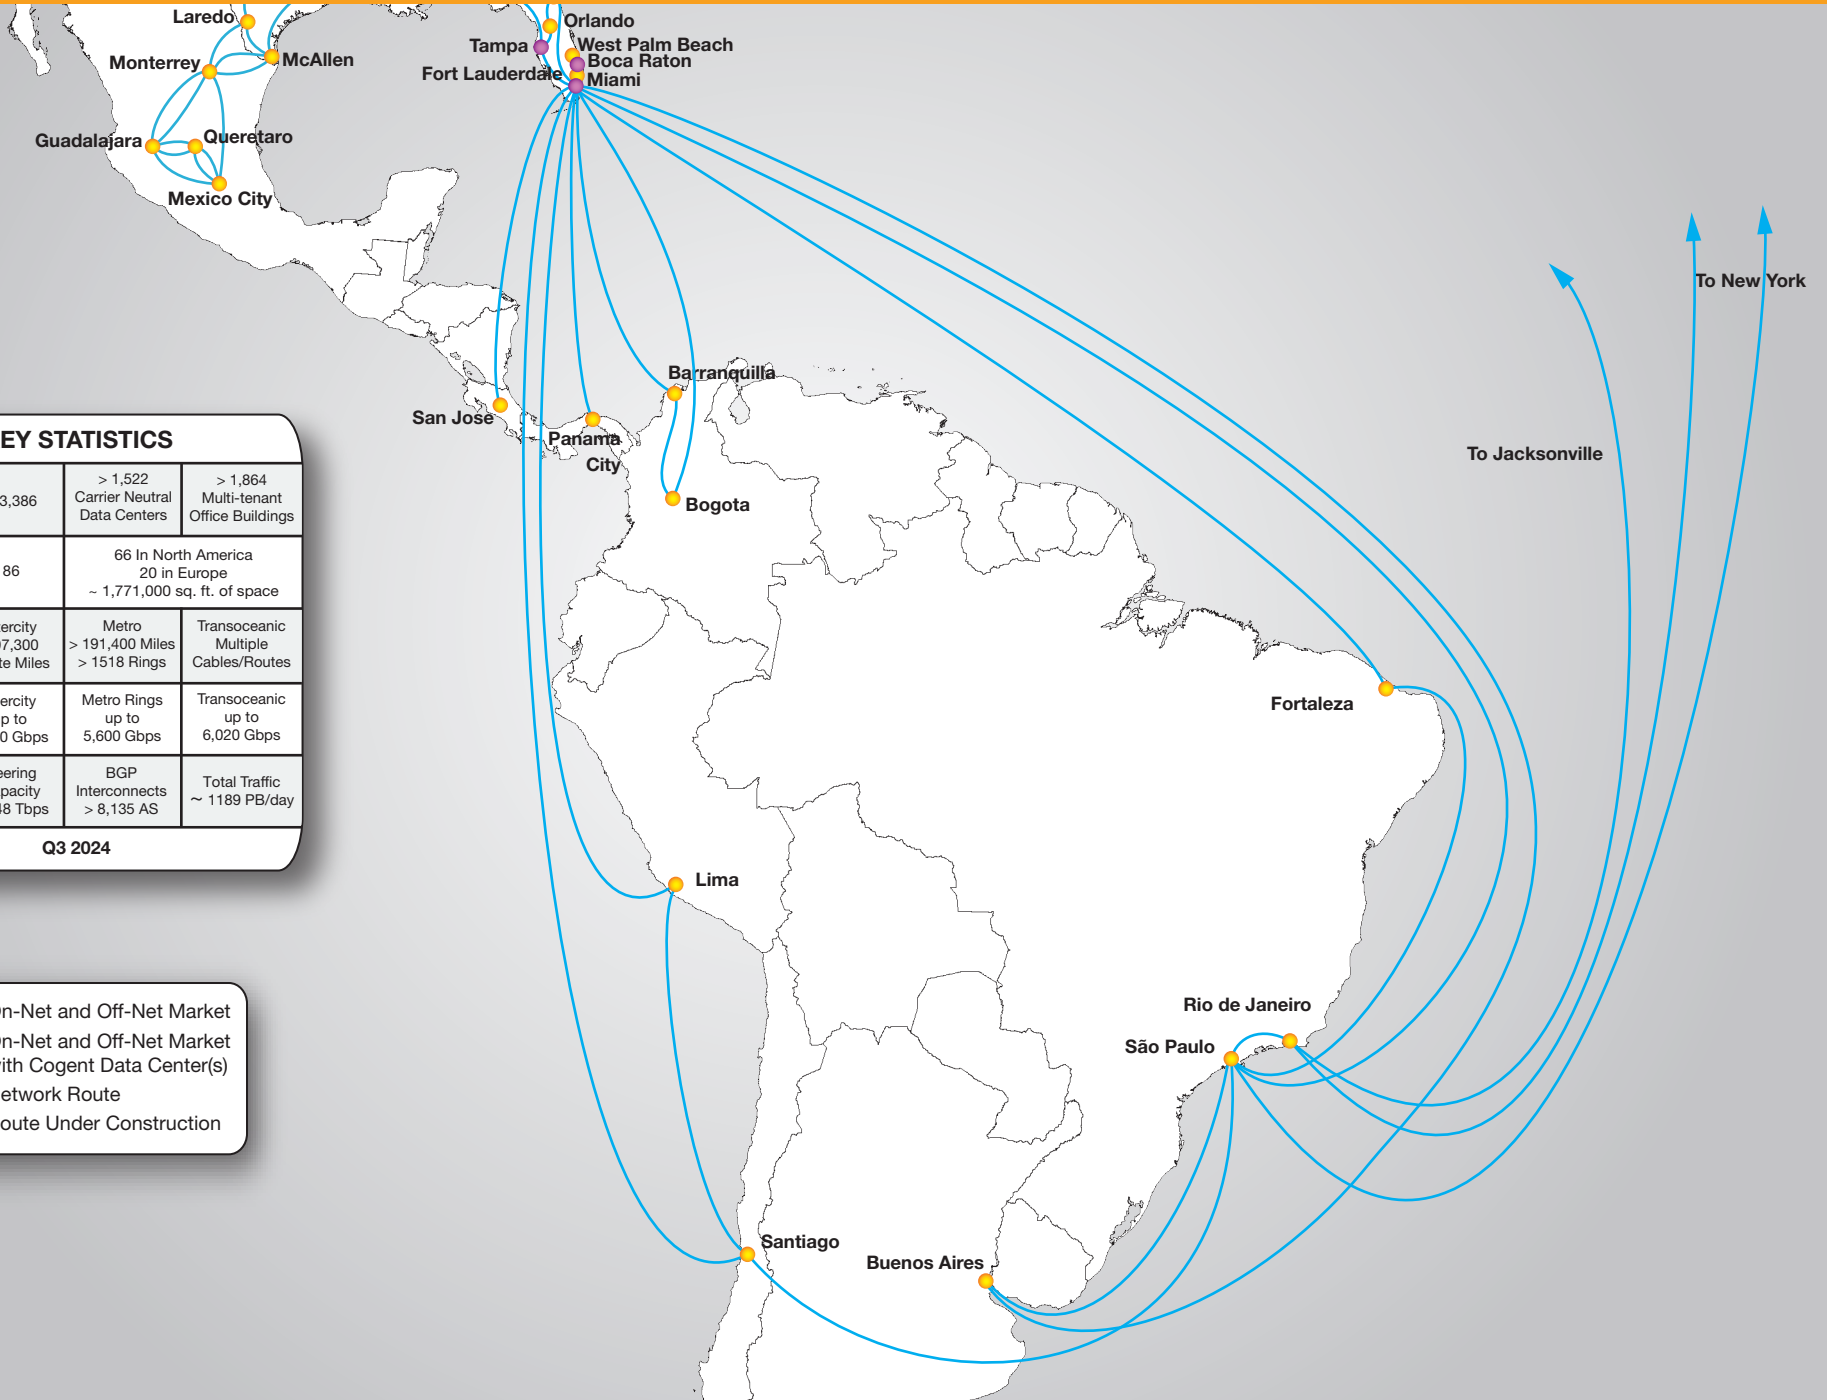 Laredo
Orlando
Tampa
West Palm Beach
Monterrey
McAllen
Boca Raton
Fort Lauderdale
Miami
Guadalajara
Queretaro
Mexico City
To New York
Barranquilla
San Jose
Panama
City
To Jacksonville
Bogota
EY STATISTICS
3,386
> 1,522
Carrier Neutral
Data Centers
> 1,864
Multi-tenant
Office Buildings
86
66 In North America
20 in Europe
~ 1,771,000 sq. ft. of space
ercity
7,300
te Miles
Metro
> 191,400 Miles
> 1518 Rings
Transoceanic
Multiple
Cables/Routes
ercity
p to
0 Gbps
Metro Rings
up to
5,600 Gbps
Transoceanic
up to
6,020 Gbps
ering
pacity
48 Tbps
BGP
Interconnects
> 8,135 AS
Total Traffic
~ 1189 PB/day
Q3 2024
Fortaleza
Lima
n-Net and Off-Net Market
n-Net and Off-Net Market
ith Cogent Data Center(s)
etwork Route
oute Under Construction
Rio de Janeiro
São Paulo
Santiago
Buenos Aires